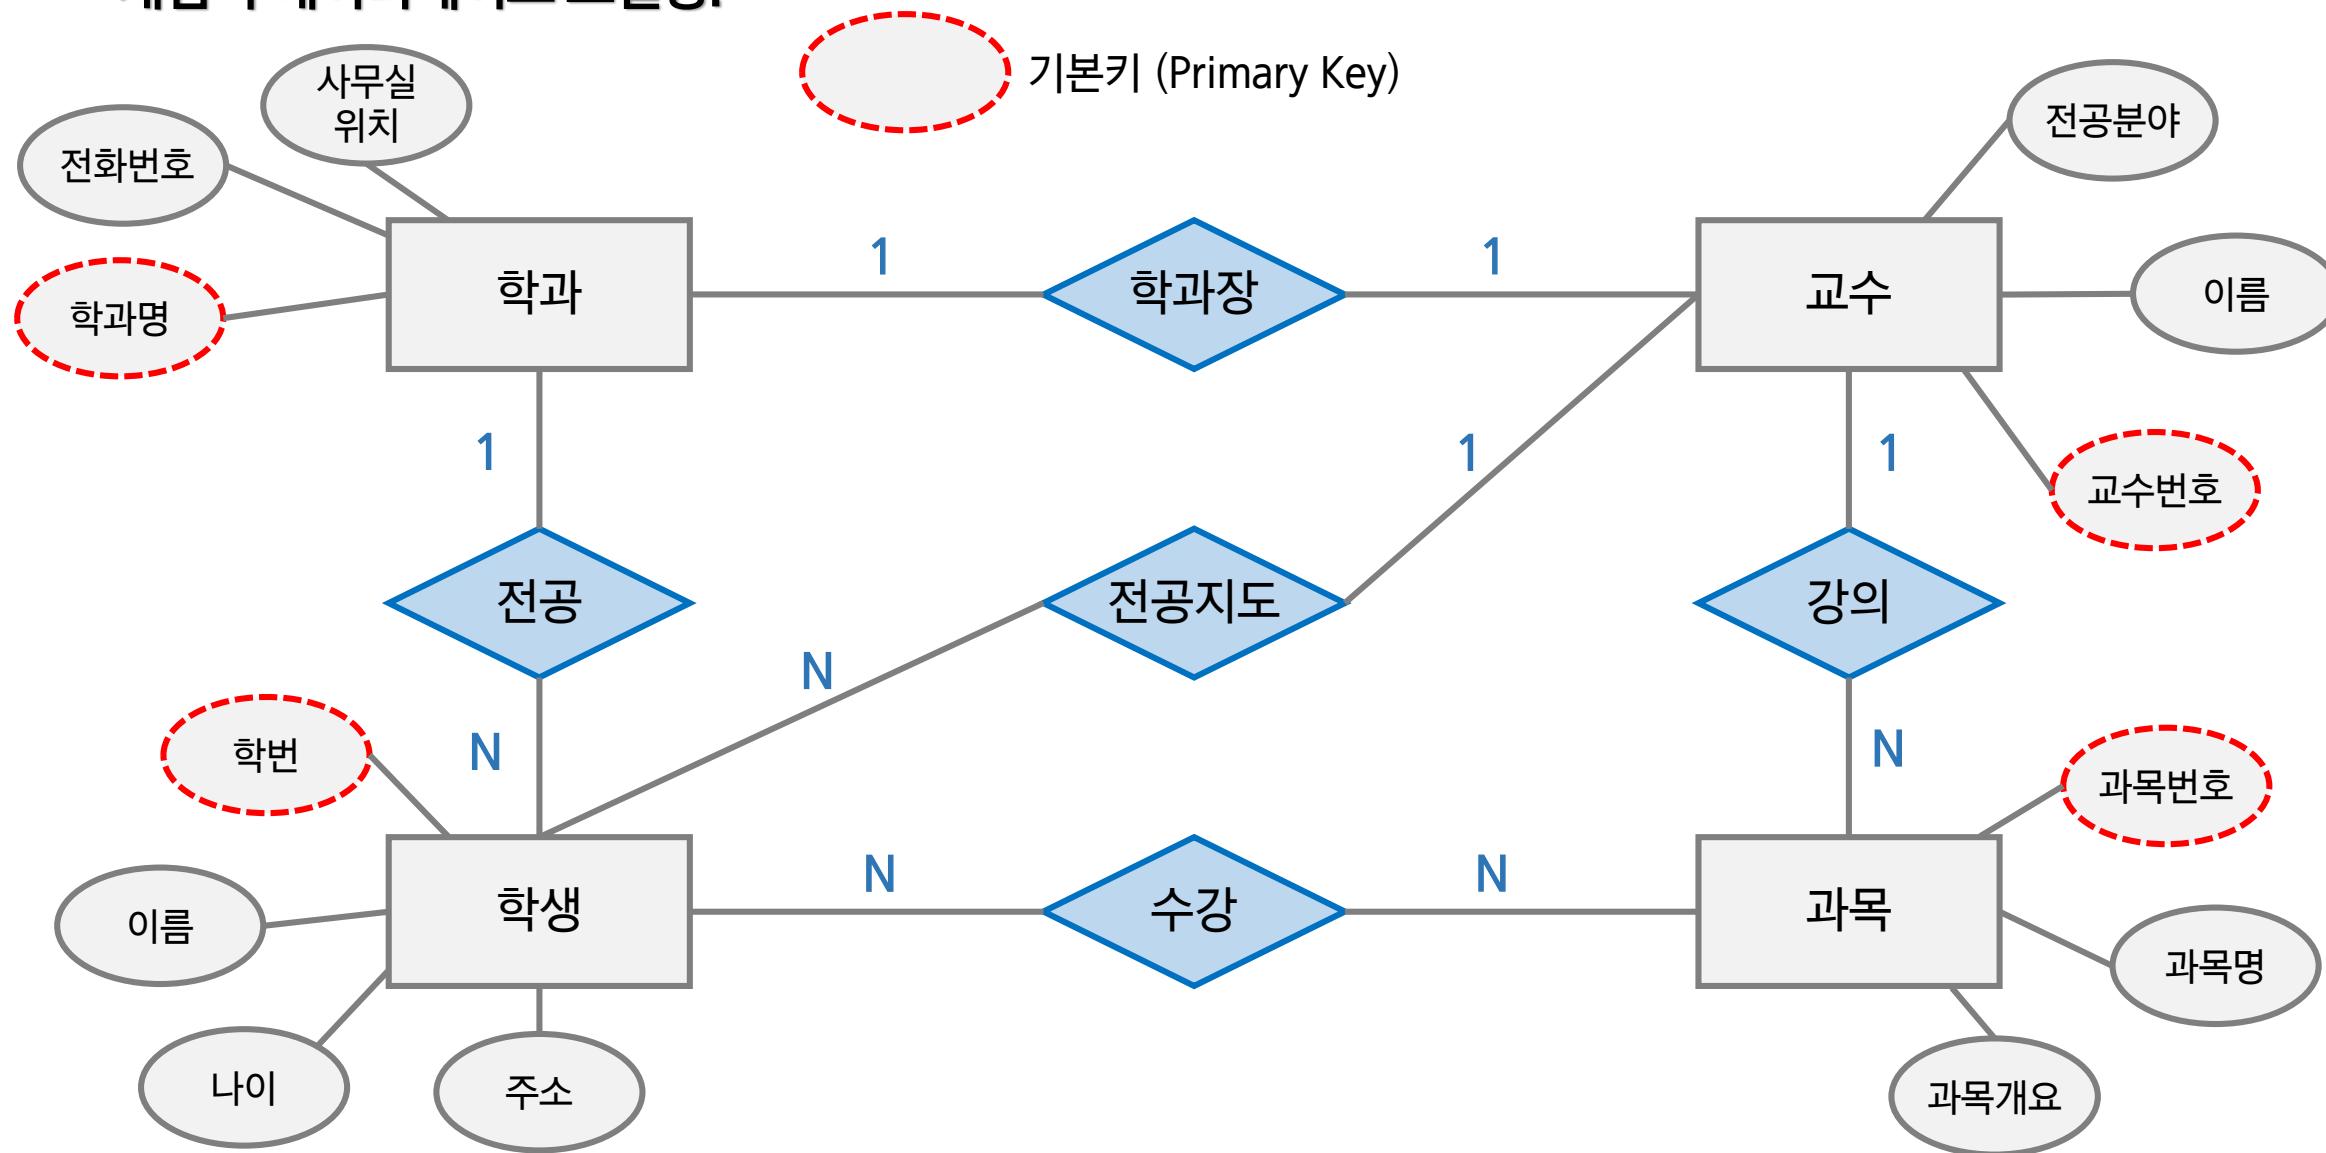 사무실
위치
기본키 (Primary Key)
전공분야
전화번호
학과명
학과
1
학과장
1
교수
이름
1
1
1
교수번호
전공
전공지도
강의
N
N
N
학번
과목번호
이름
학생
N
수강
N
과목
과목명
나이
주소
과목개요